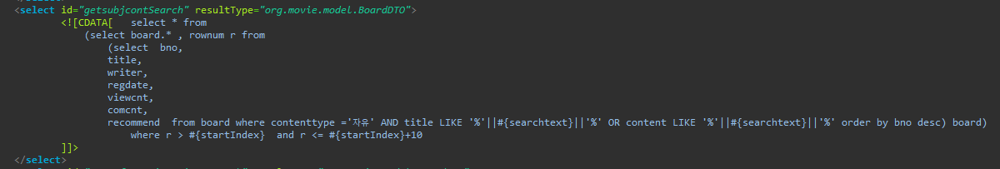 <select id="getsubjcontSearch" resultType="org.movie.model.BoardDTO">
<![CDATA[ select * from
(select board.* , rownum r from
(select bno,
title,
writer,
regdate,
viewcnt,
comcnt,
recommend from board where contenttype ='자유' AND title LIKE '%'||#{searchtext}||'%' OR content LIKE '%'||#{searchtext}||'%' order by bno desc) board)
where r > #{startIndex} and r <= #{startIndex}+10
]]>
</select>